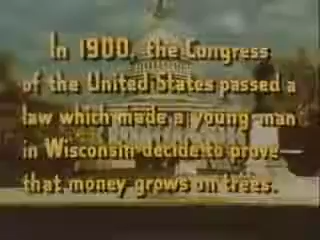 In 1900, the Congress
of the United States passed a
law which made a young man
in Wisconsin decide to prove
that money grows on trees.